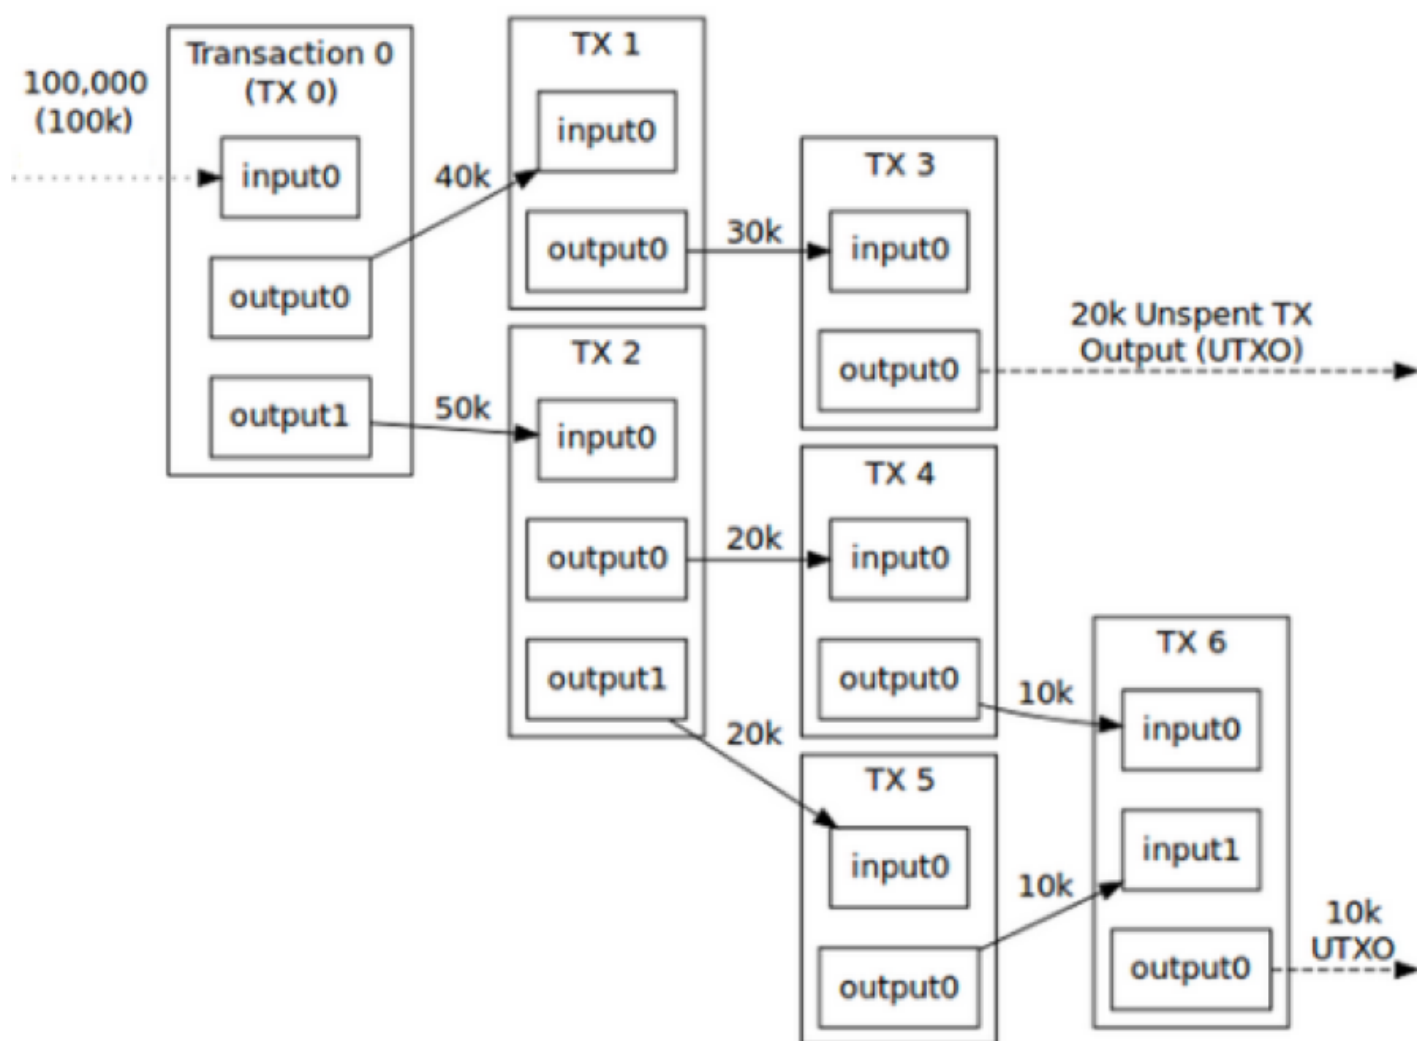 100,000
(100k)
Transaction 0
(TX 0)
input0
output0
output1
40k
50k
TX 1
input0
output0
30k
TX 2
input0
output0
output1
20k
20k
TX 3
input0
output0
20k Unspent TX
Output (UTXO)
TX 4
input0
output0
10k
TX 5
input0
output0
10k
TX 6
input0
input1
output0
10k
UTXO